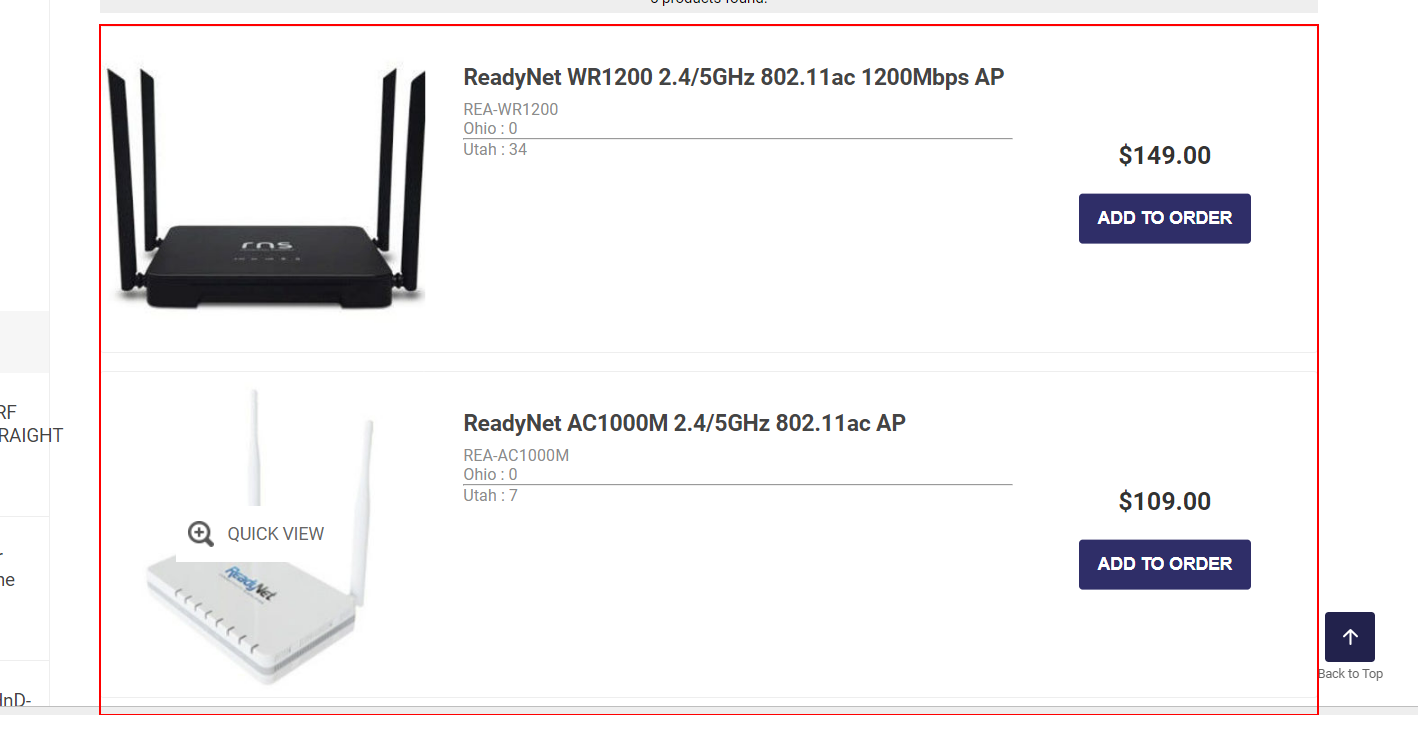 products found.
ReadyNet WR1200 2.4/5GHz 802.11ac 1200Mbps AP
REA-WR1200
Ohio : 0
Utah : 34
$149.00
ADD TO ORDER
rns
ReadyNet AC1000M 2.4/5GHz 802.11ac AP
REA-AC1000M
Ohio : 0
Utah : 7
$109.00
ADD TO ORDER
QUICK VIEW
ReadyNet
RF
RAIGHT
r
ne
InD-
Back to Top